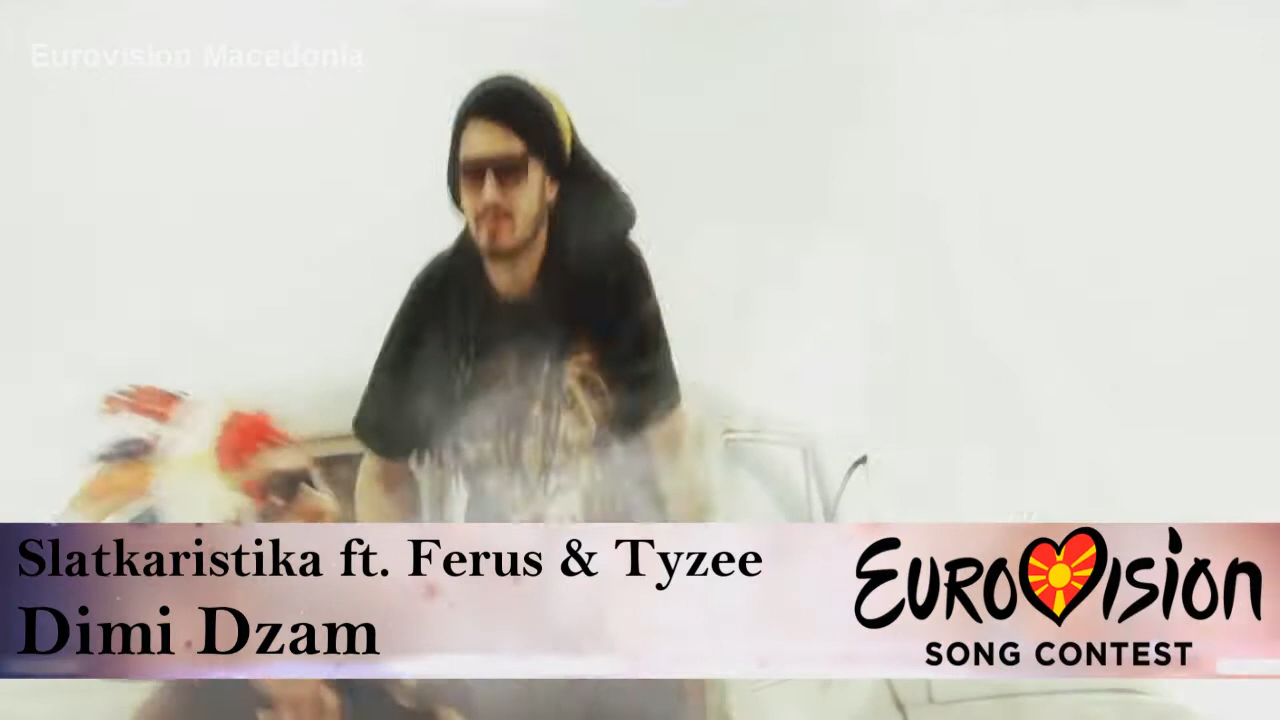 Eurovision Macedonia
Slatkaristika ft. Ferus & Tyzee
Dimi Dzam
EUROVISION
SONG CONTEST